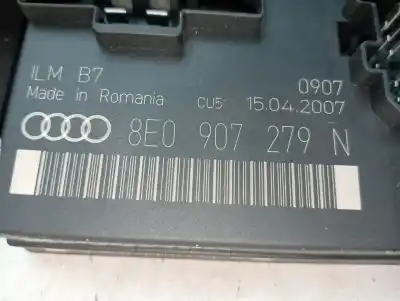 ILM B7
0907
Made in Romania CU5 15.04.2007
8E0 907 279 N